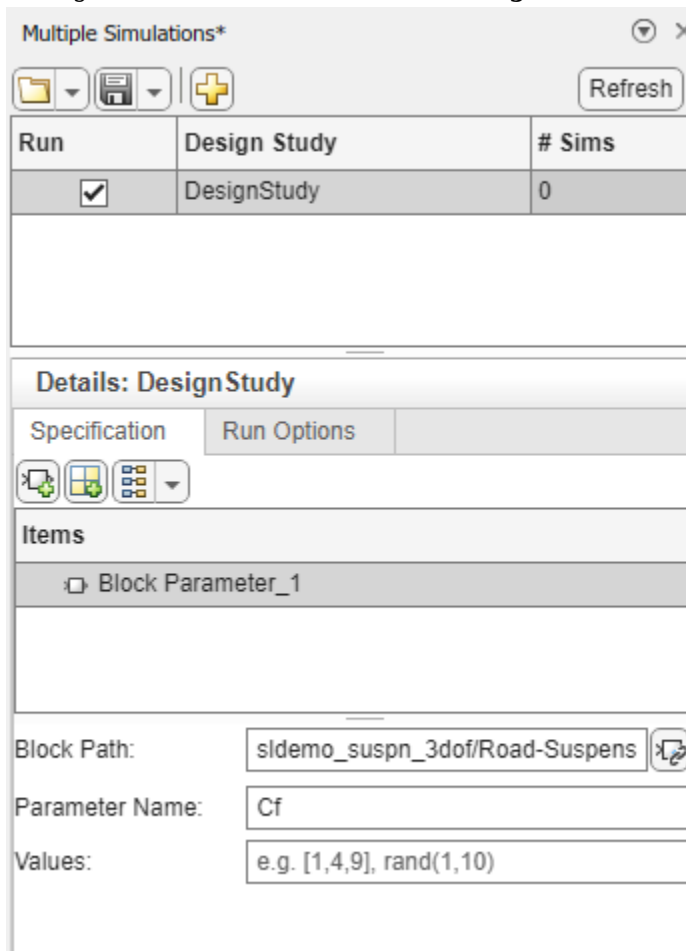 Multiple Simulations*
Refresh
Run Design Study # Sims
DesignStudy 0
Details: DesignStudy
Specification Run Options
Items
Block Parameter_1
Block Path: sldemo_suspn_3dof/Road-Suspens
Parameter Name: Cf
Values: e.g. [1,4,9], rand(1,10)